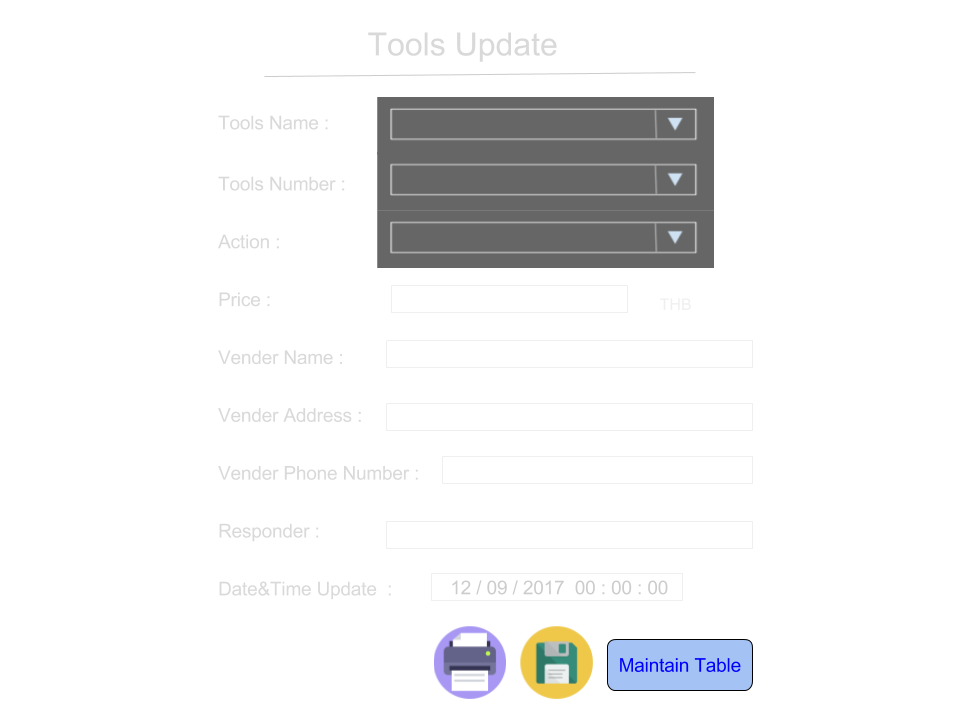 Tools Update
Tools Name :
Tools Number :
Action :
Price :
THB
Vender Name :
Vender Address :
Vender Phone Number :
Responder :
Date&Time Update  :
12 / 09 / 2017  00 : 00 : 00
Maintain Table